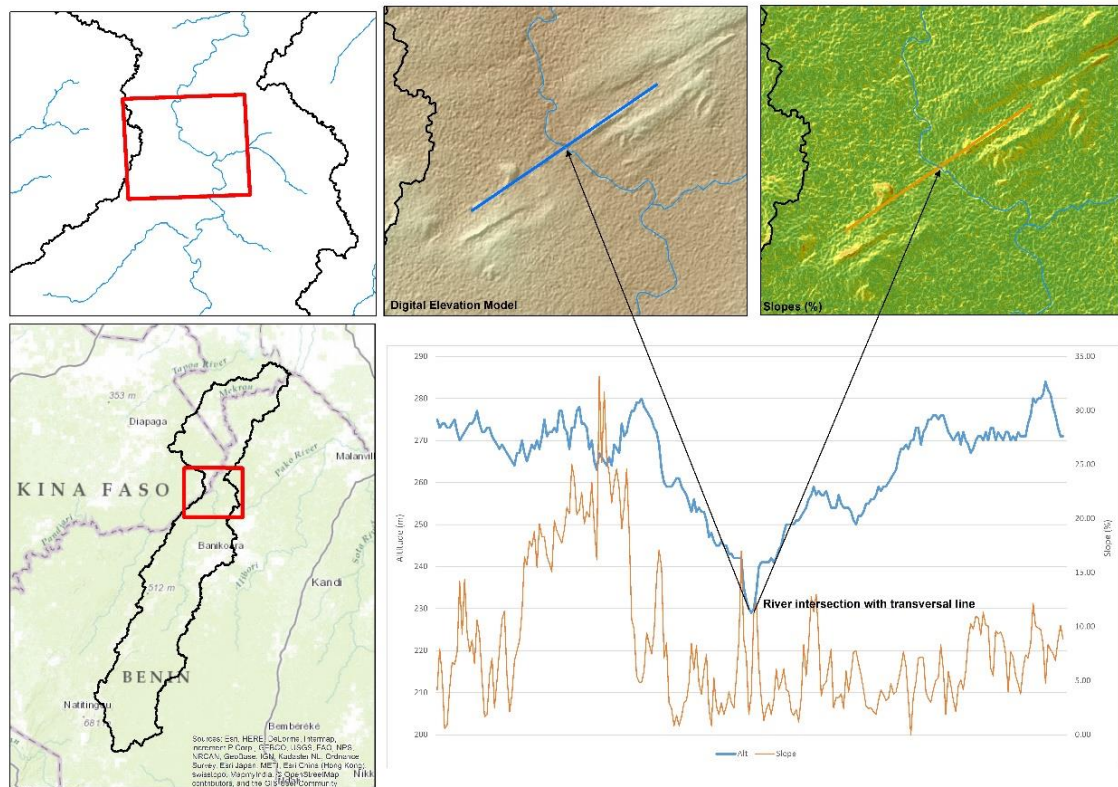 Digital Elevation Model
Slopes (%)
Tapoa River
Mekrou
353 m
Diapaga
Malanvill
KINA FASO
Pendjari
Banikoara
Alibori
Sota River
Kandi
512 m
BENIN
Natitingou
681
Bembéréké
Nikk
Sources: Esri, HERE, DeLorme, Intermap,
increment P Corp., GEBCO, USGS, FAO, NPS,
NRCAN, GeoBase, IGN, Kadaster NL, Ordnance
Survey, Esri Japan, METI, Esri China (Hong Kong),
swisstopo, MapmyIndia, © OpenStreetMap
contributors, and the GIS User Community
290
280
270
260
250
240
230
220
210
200
Altitude (m)
35.00
30.00
25.00
20.00
15.00
10.00
5.00
0.00
Slope (%)
River intersection with transversal line
Alt
Slope